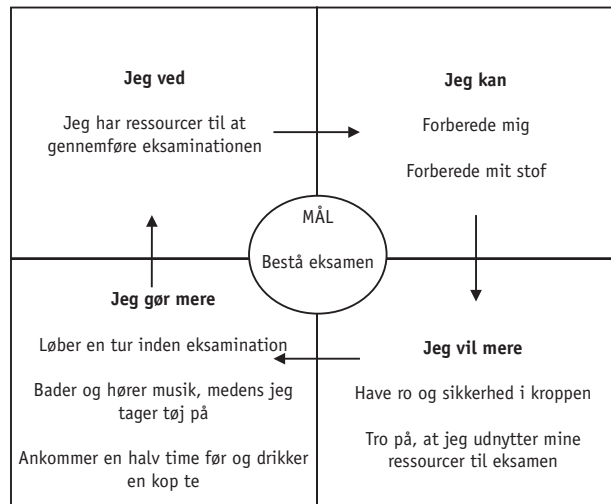 Jeg ved
Jeg har ressourcer til at
gennemføre eksaminationen
Jeg kan
Forberede mig
Forberede mit stof
MÅL
Bestå eksamen
Jeg gør mere
Løber en tur inden eksamination
Bader og hører musik, medens jeg
tager tøj på
Ankommer en halv time før og drikker
en kop te
Jeg vil mere
Have ro og sikkerhed i kroppen
Tro på, at jeg udnytter mine
ressourcer til eksamen